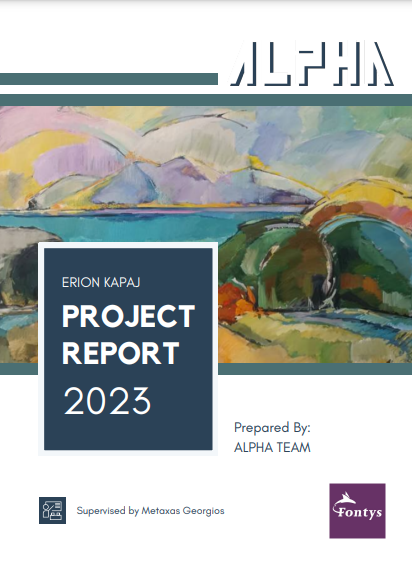 ALPHA
ERION KAPAJ
PROJECT
REPORT
2023
Prepared By:
ALPHA TEAM
Supervised by Metaxas Georgios
Fontys